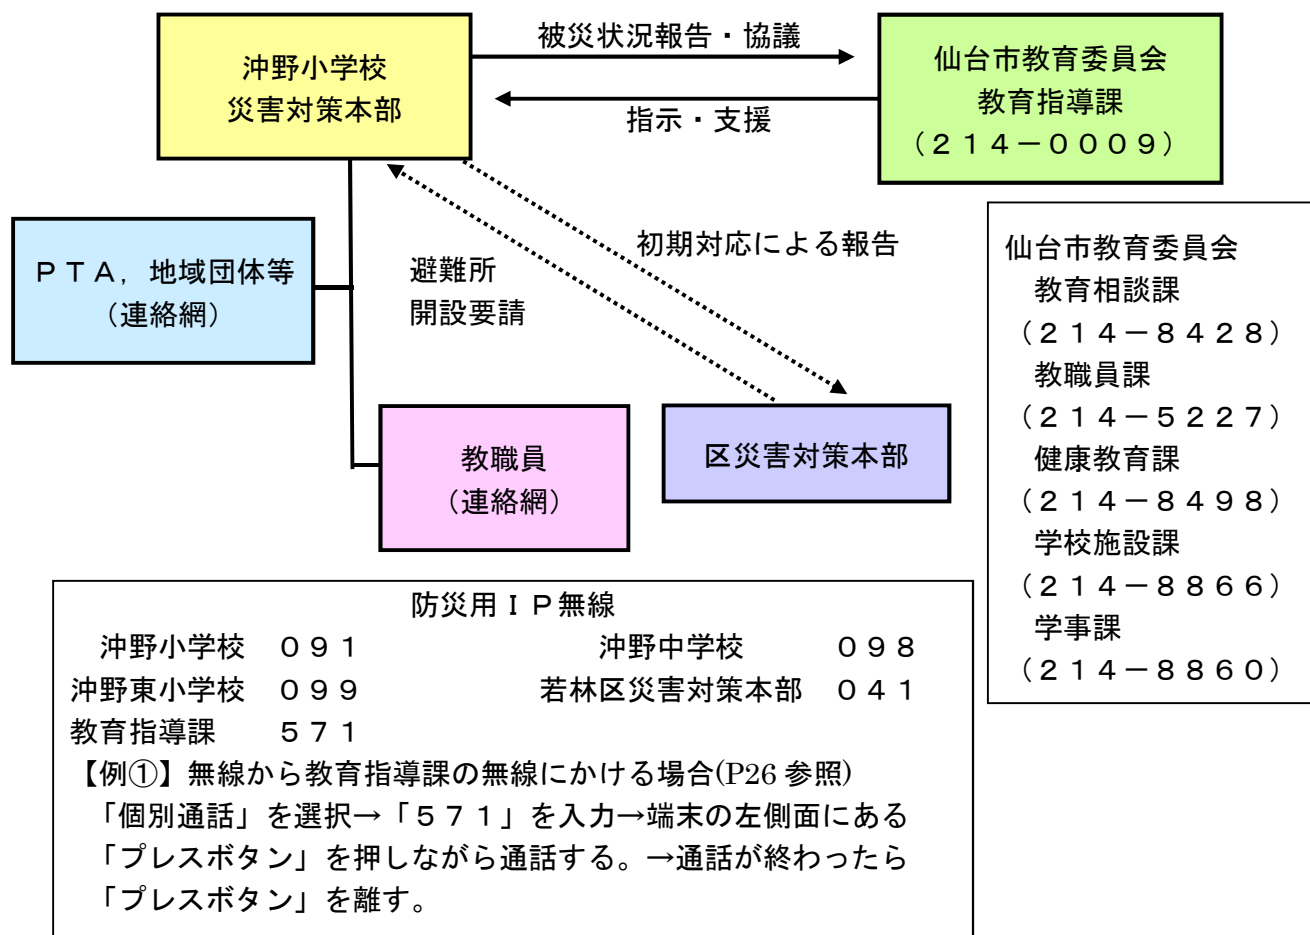 沖野小学校
災害対策本部
被災状況報告・協議
指示・支援
仙台市教育委員会
教育指導課
（２１４－０００９）
ＰＴＡ，地域団体等
（連絡網）
避難所
開設要請
初期対応による報告
教職員
（連絡網）
区災害対策本部
仙台市教育委員会
教育相談課
（２１４－８４２８）
教職員課
（２１４－５２２７）
健康教育課
（２１４－８４９８）
学校施設課
（２１４－８８６６）
学事課
（２１４－８８６０）
防災用ＩＰ無線
沖野小学校　０９１　沖野中学校　０９８
沖野東小学校　０９９　若林区災害対策本部　０４１
教育指導課　５７１
【例①】無線から教育指導課の無線にかける場合(P26 参照)
「個別通話」を選択→「５７１」を入力→端末の左側面にある
「プレスボタン」を押しながら通話する。→通話が終わったら
「プレスボタン」を離す。